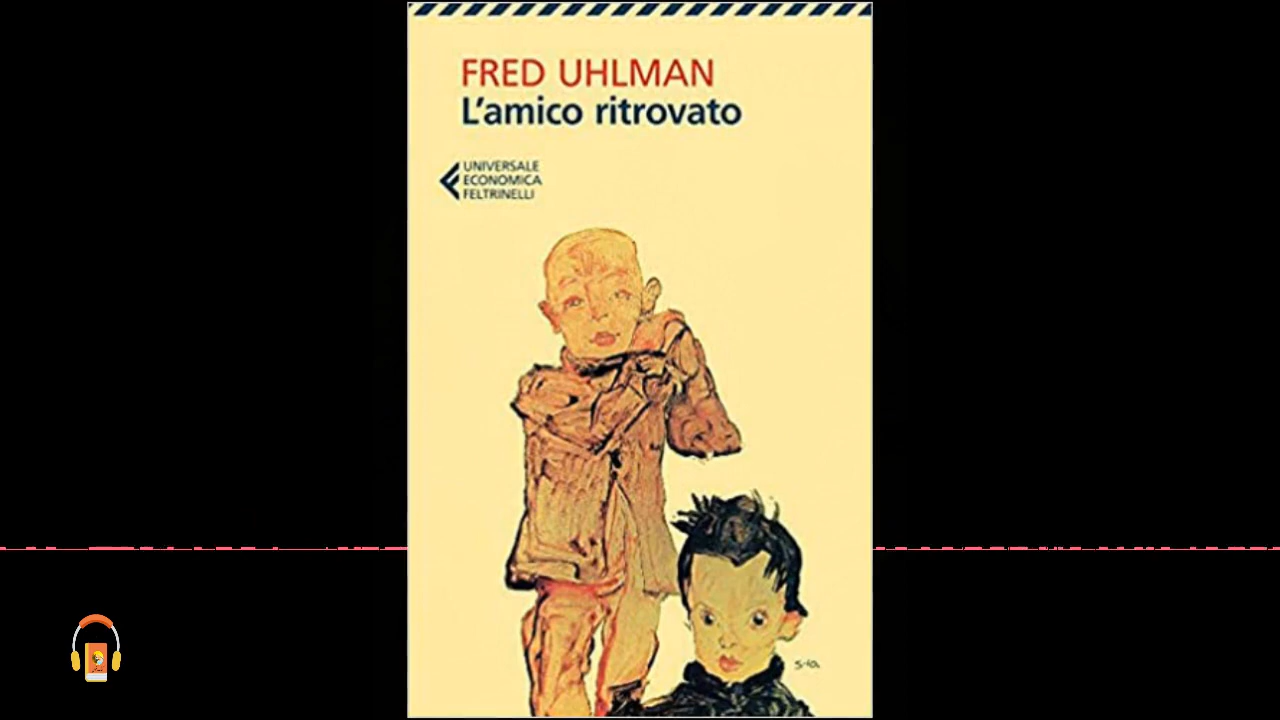 FRED UHLMAN
L'amico ritrovato
UNIVERSALE
ECONOMICA
FELTRINELLI